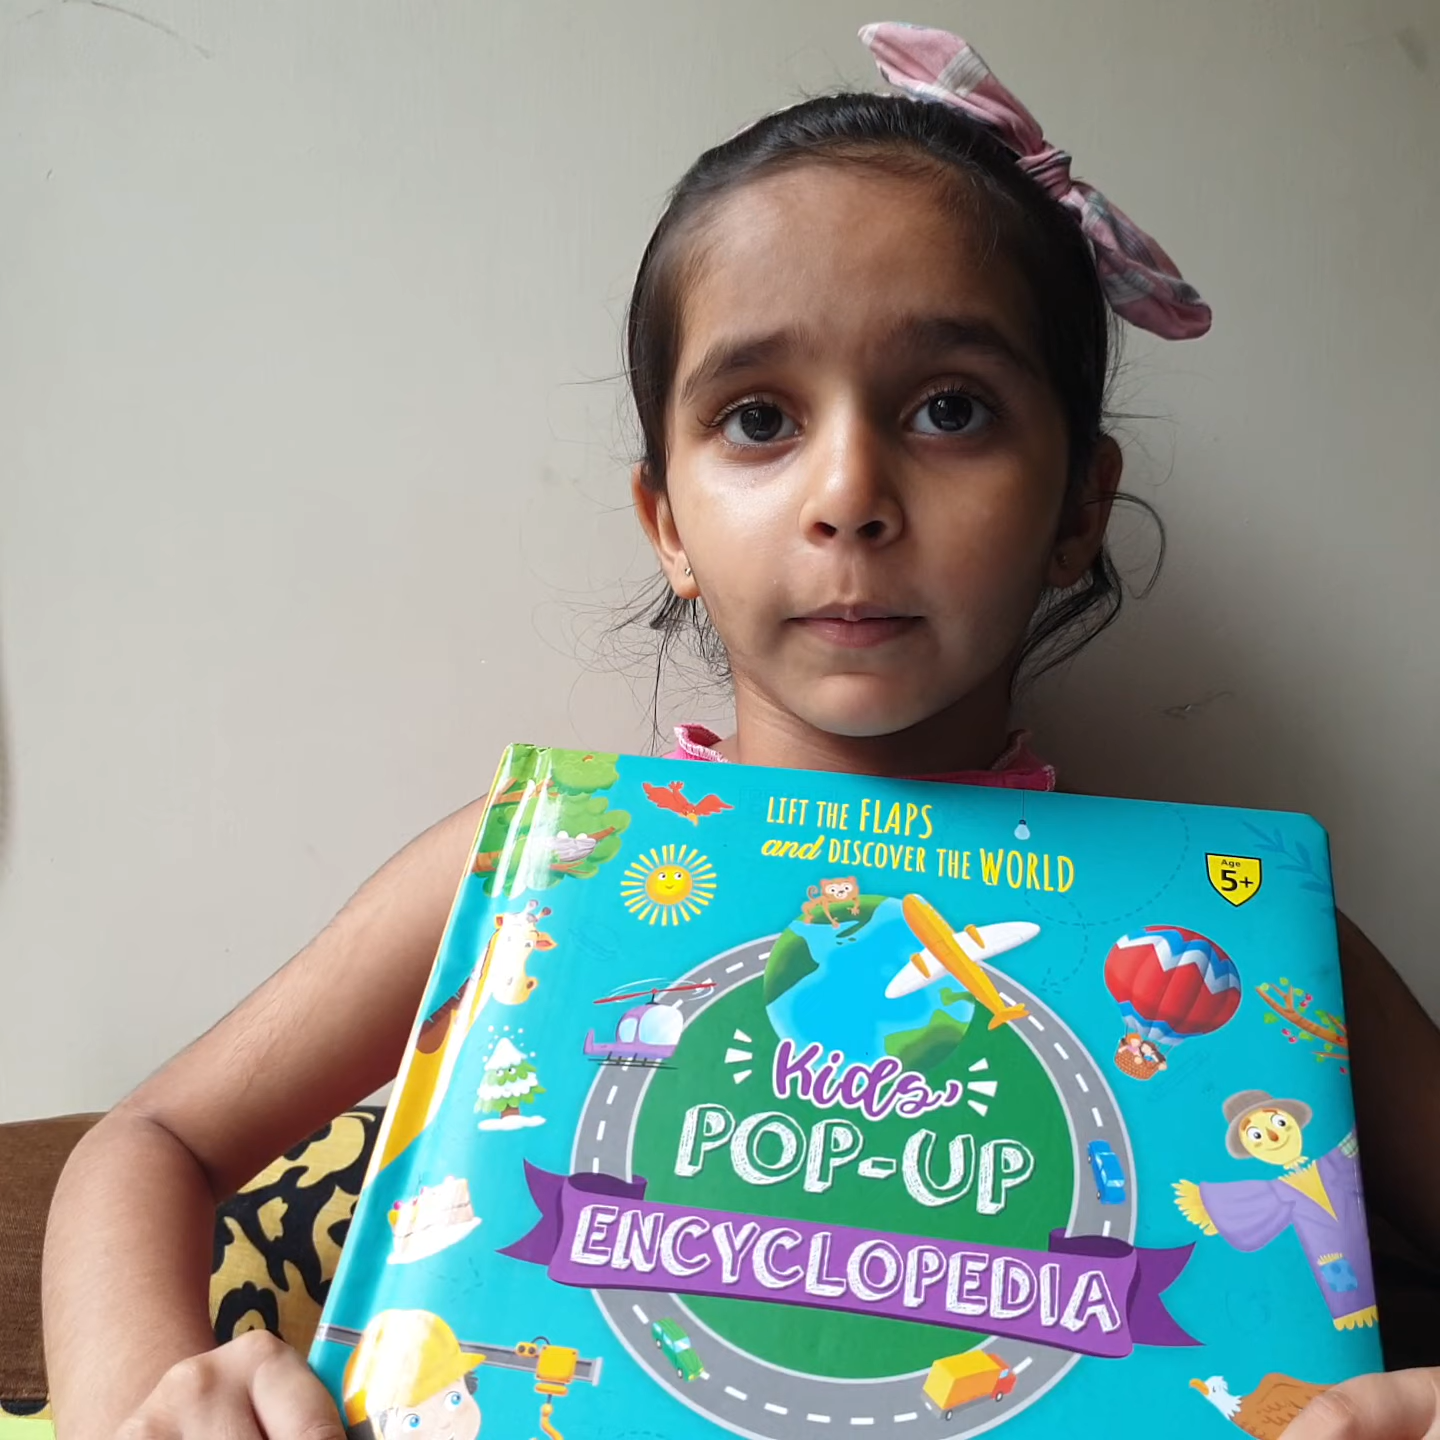 LIFT THE FLAPS
and DISCOVER THE WORLD
Age
5+
Kids'
POP-UP
ENCYCLOPEDIA